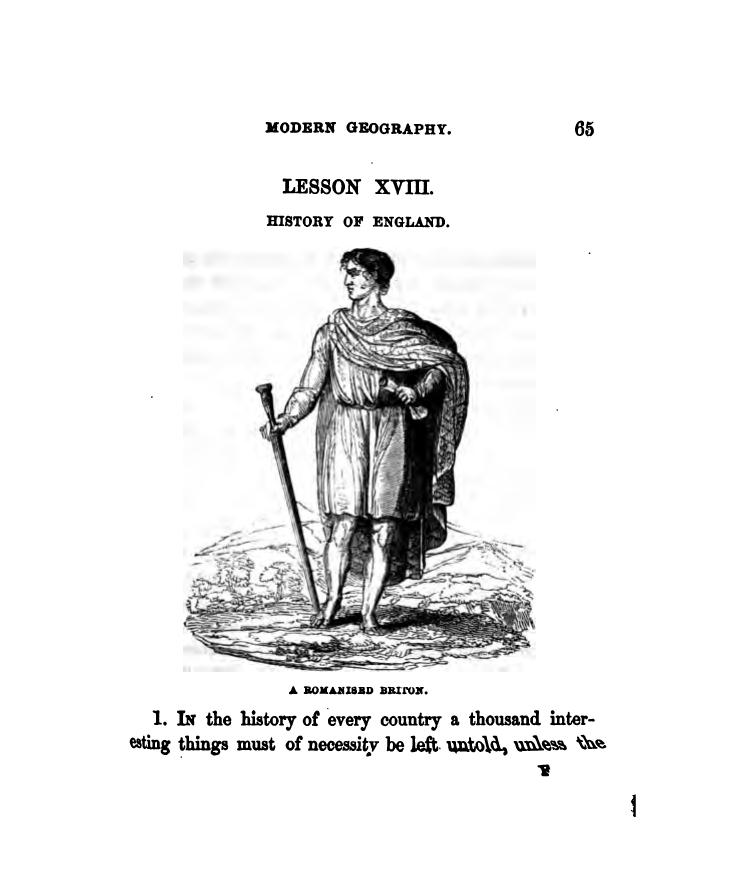 MODERN GEOGRAPHY. 65
LESSON XVIII.
HISTORY OF ENGLAND.
A ROMANISED BRITON.
1. IN the history of every country a thousand inter-
esting things must of necessity be left untold, unless the
F